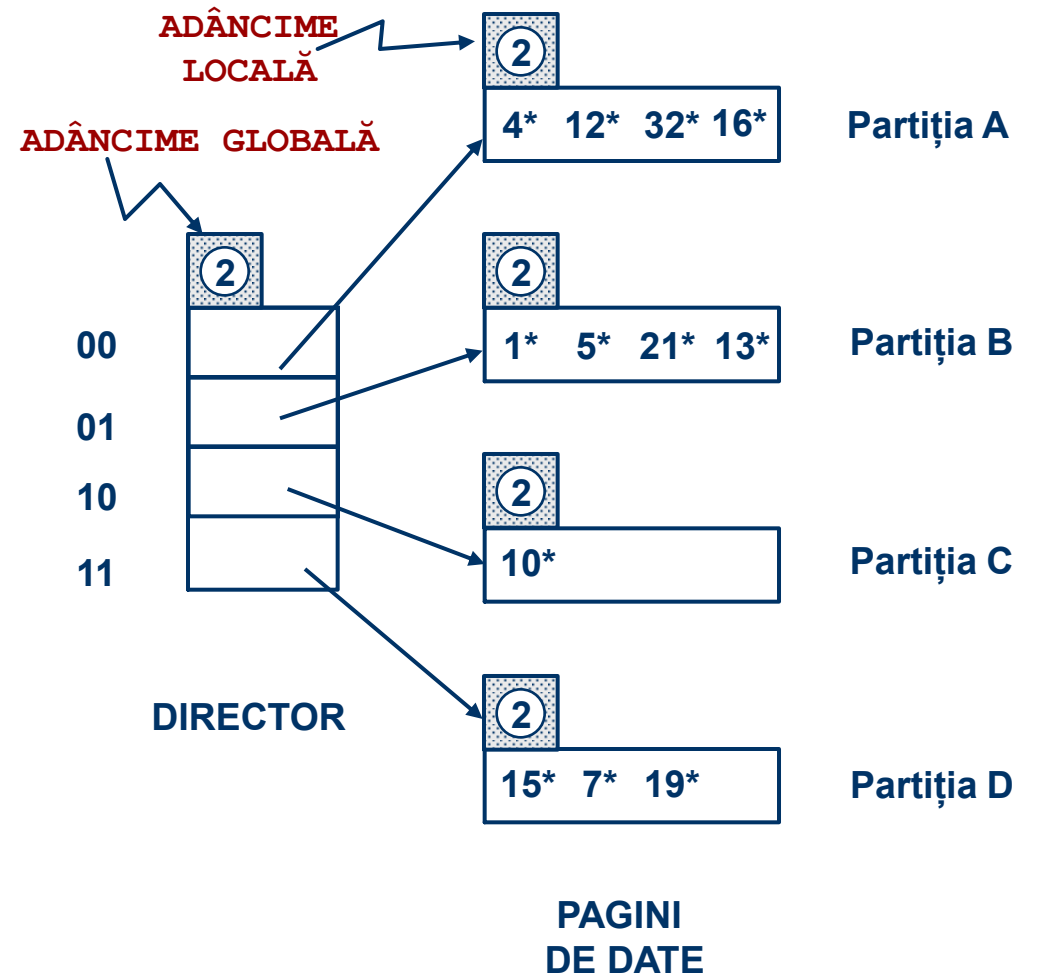 ADÂNCIME
LOCALĂ
2
4* 12* 32* 16*
Partiția A
ADÂNCIME GLOBALĂ
2
2
1* 5* 21* 13*
Partiția B
00
01
10
11
2
10*
Partiția C
DIRECTOR
2
15* 7* 19*
Partiția D
PAGINI
DE DATE